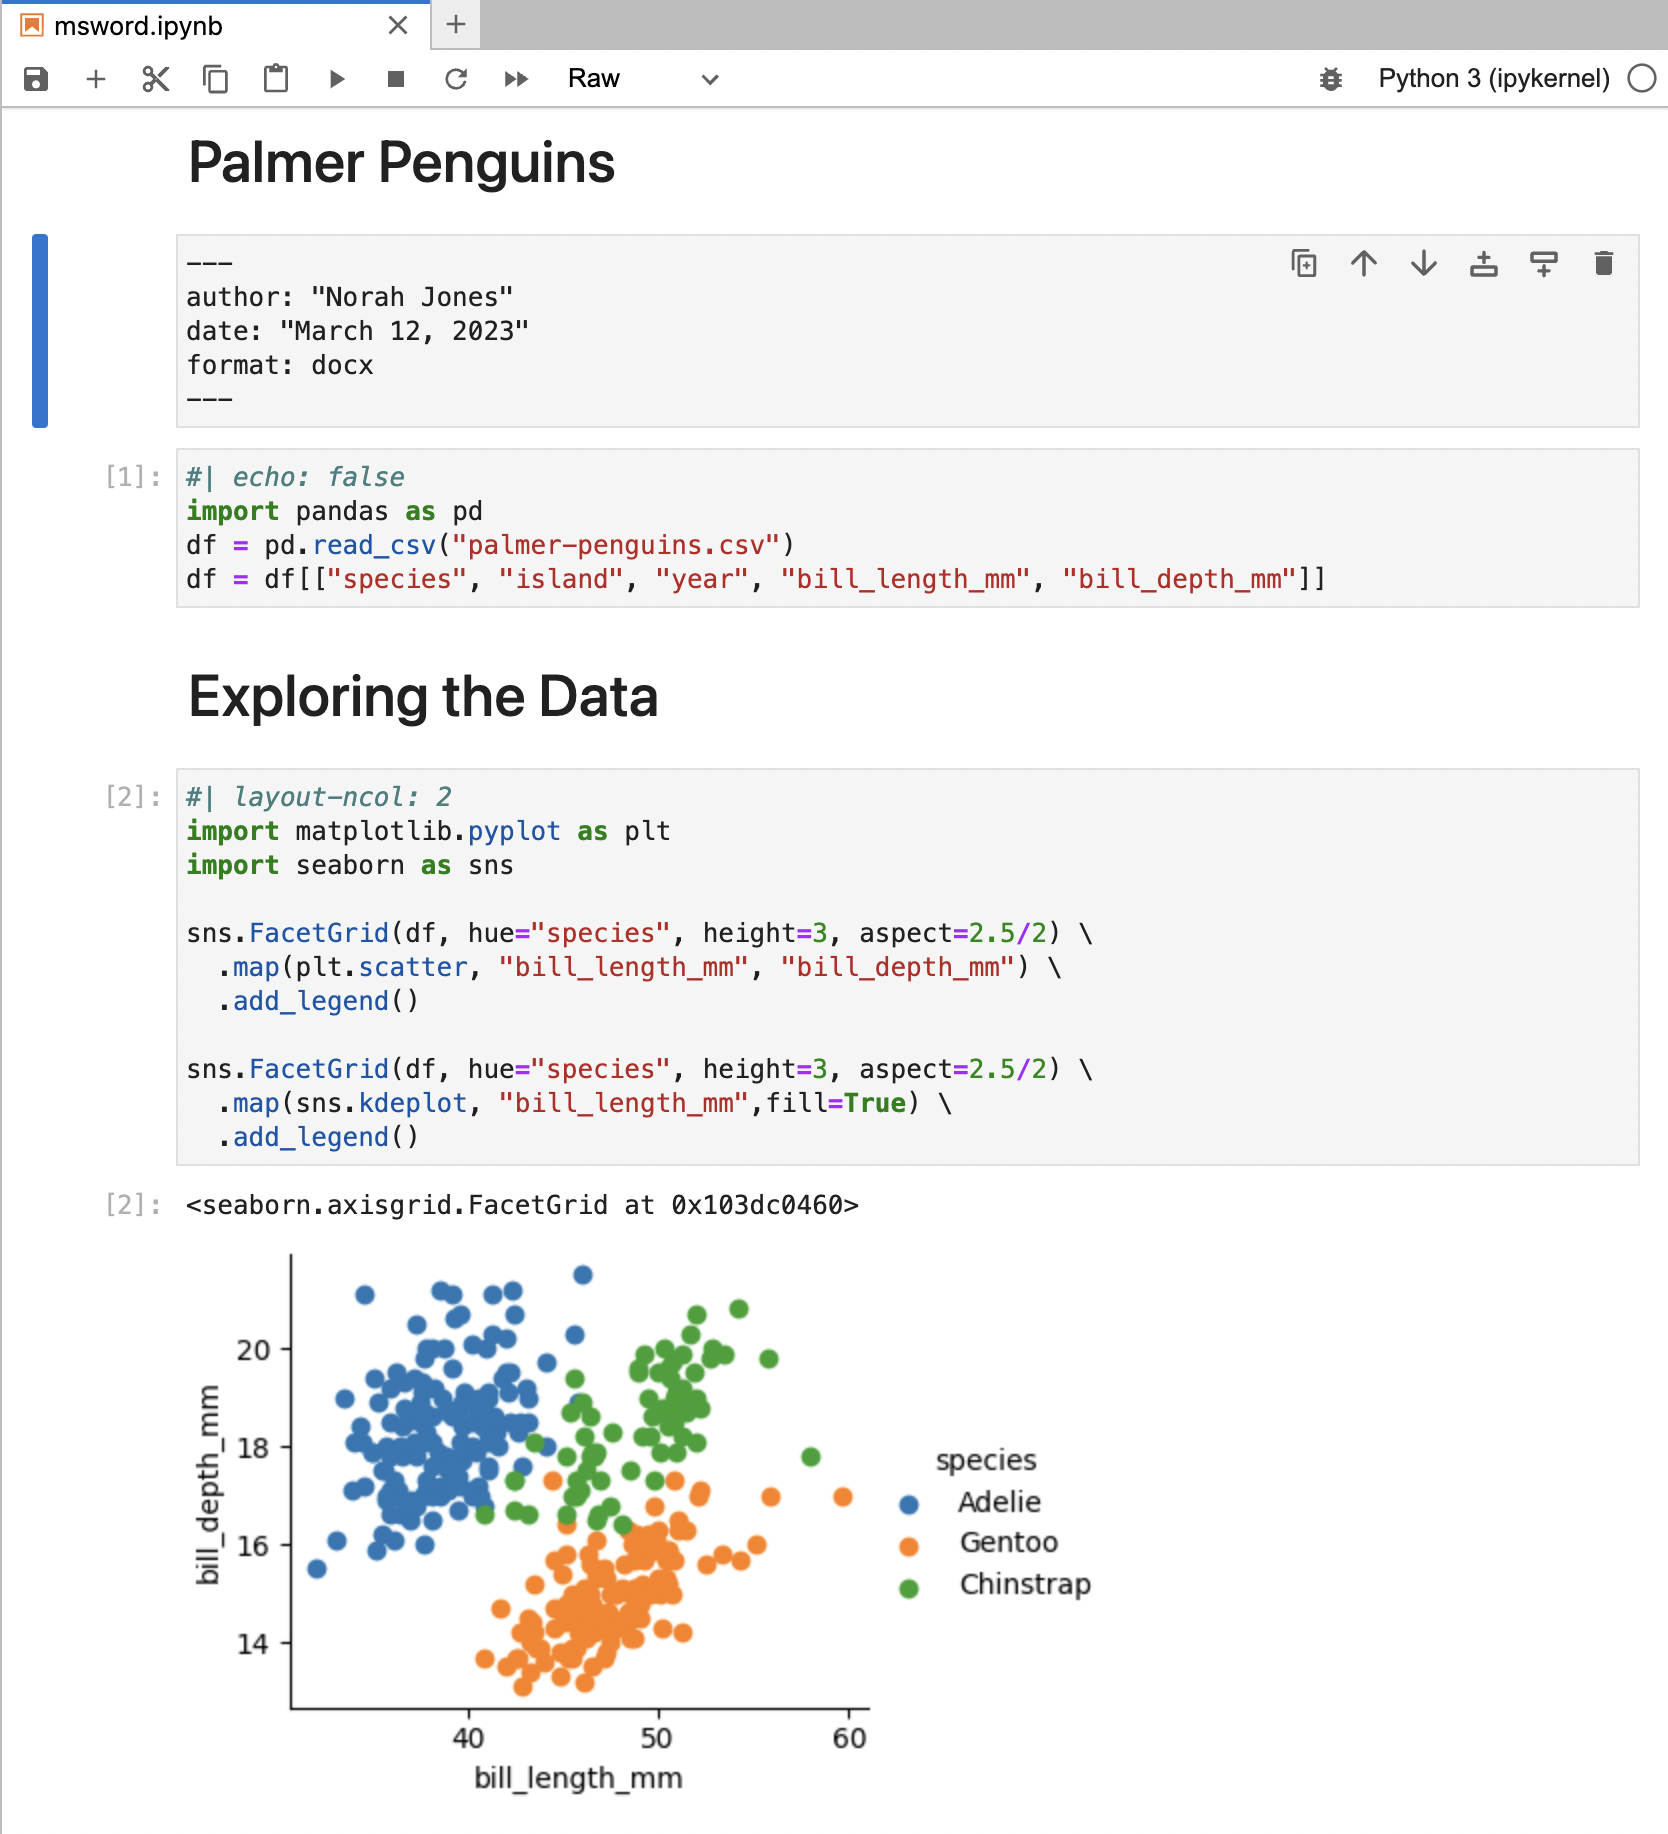 msword.ipynb
Raw
Python 3 (ipykernel)
Palmer Penguins
---
author: "Norah Jones"
date: "March 12, 2023"
format: docx
---
[1]:
#| echo: false
import pandas as pd
df = pd.read_csv("palmer-penguins.csv")
df = df[["species", "island", "year", "bill_length_mm", "bill_depth_mm"]]
Exploring the Data
[2]:
#| layout-ncol: 2
import matplotlib.pyplot as plt
import seaborn as sns
sns.FacetGrid(df, hue="species", height=3, aspect=2.5/2) \
  .map(plt.scatter, "bill_length_mm", "bill_depth_mm") \
  .add_legend()
sns.FacetGrid(df, hue="species", height=3, aspect=2.5/2) \
  .map(sns.kdeplot, "bill_length_mm",fill=True) \
  .add_legend()
[2]:
<seaborn.axisgrid.FacetGrid at 0x103dc0460>
bill_depth_mm
20
18
16
14
40 50 60
bill_length_mm
species
Adelie
Gentoo
Chinstrap